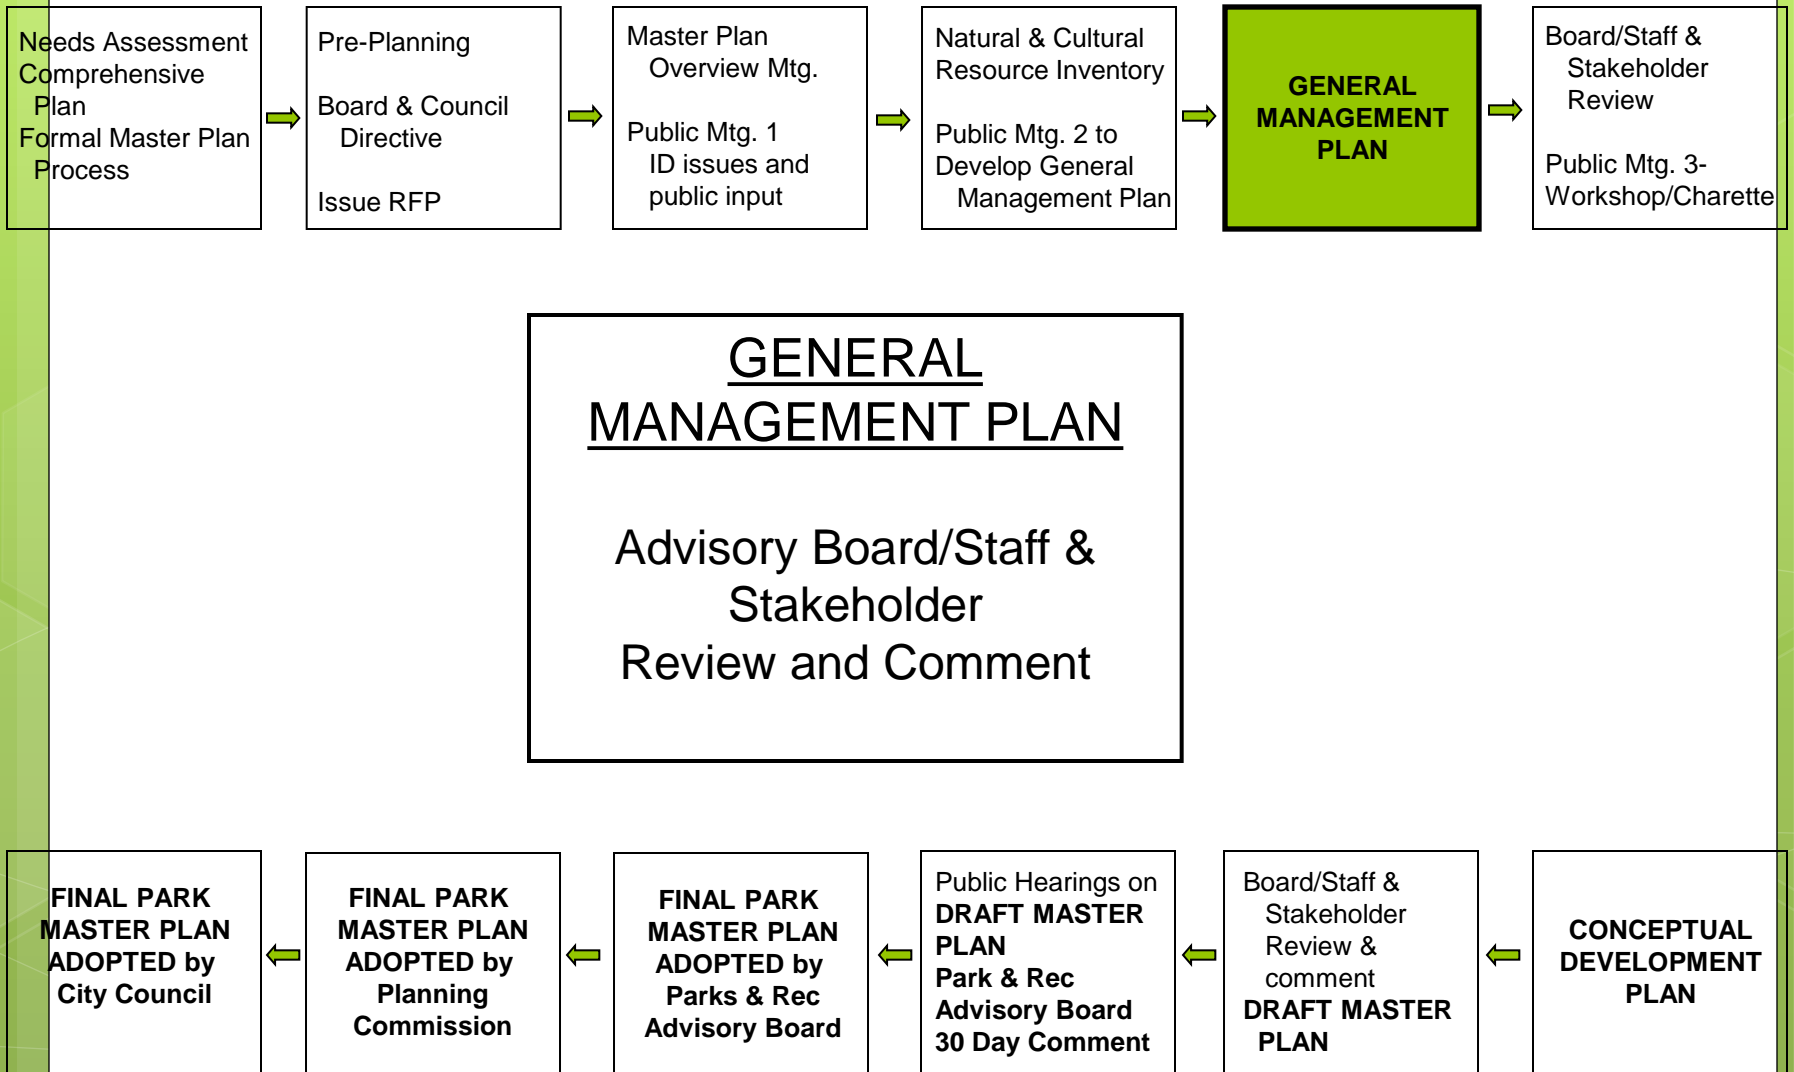 Needs Assessment
Comprehensive
Plan
Formal Master Plan
Process
Pre-Planning
Board & Council
Directive
Issue RFP
Master Plan
Overview Mtg.
Public Mtg. 1
ID issues and
public input
Natural & Cultural
Resource Inventory
Public Mtg. 2 to
Develop General
Management Plan
GENERAL
MANAGEMENT
PLAN
Board/Staff &
Stakeholder
Review
Public Mtg. 3-
Workshop/Charette
GENERAL
MANAGEMENT PLAN
Advisory Board/Staff &
Stakeholder
Review and Comment
FINAL PARK
MASTER PLAN
ADOPTED by
City Council
FINAL PARK
MASTER PLAN
ADOPTED by
Planning
Commission
FINAL PARK
MASTER PLAN
ADOPTED by
Parks & Rec
Advisory Board
Public Hearings on
DRAFT MASTER
PLAN
Park & Rec
Advisory Board
30 Day Comment
Board/Staff &
Stakeholder
Review &
comment
DRAFT MASTER
PLAN
CONCEPTUAL
DEVELOPMENT
PLAN